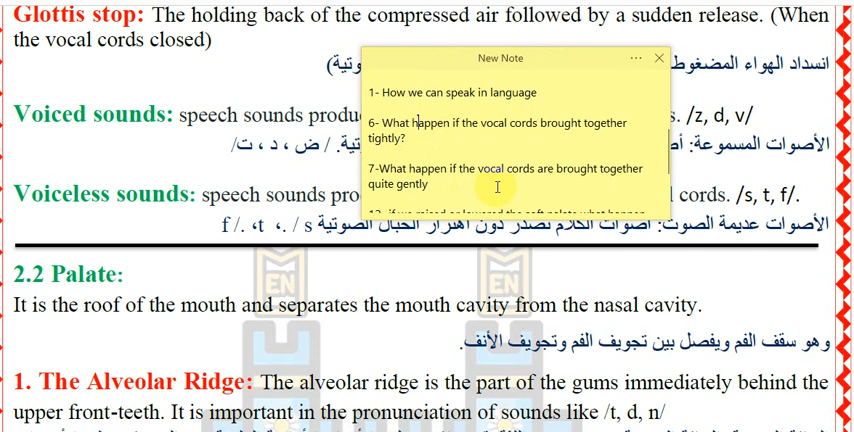 Glottis stop: The holding back of the compressed air followed by a sudden release. (When
the vocal cords closed)
انسداد الهواء المضغوط
وتية)
New Note
1- How we can speak in language
6- What happen if the vocal cords brought together
tightly?
7-What happen if the vocal cords are brought together
quite gently
Voiced sounds: speech sounds
s. /z, d, v/
الأصوات المسموعة:
/ض ، د ، ت/
Voiceless sounds: speech sounds
cords. /s, t, f/.
الأصوات عديمة الصوت: أصوات الكلام تصدر دون اهتزاز الحبال الصوتية s / .، t، ./ f
2.2 Palate:
It is the roof of the mouth and separates the mouth cavity from the nasal cavity.
وهو سقف الفم ويفصل بين تجويف الفم وتجويف الأنف.
1. The Alveolar Ridge: The alveolar ridge is the part of the gums immediately behind the
upper front-teeth. It is important in the pronunciation of sounds like /t, d, n/
EN
EN